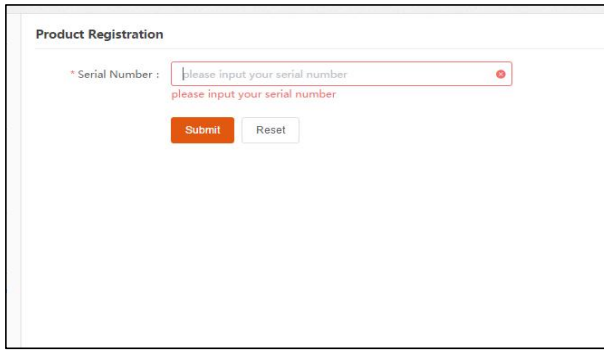 Product Registration
* Serial Number : please input your serial number
please input your serial number
Submit Reset